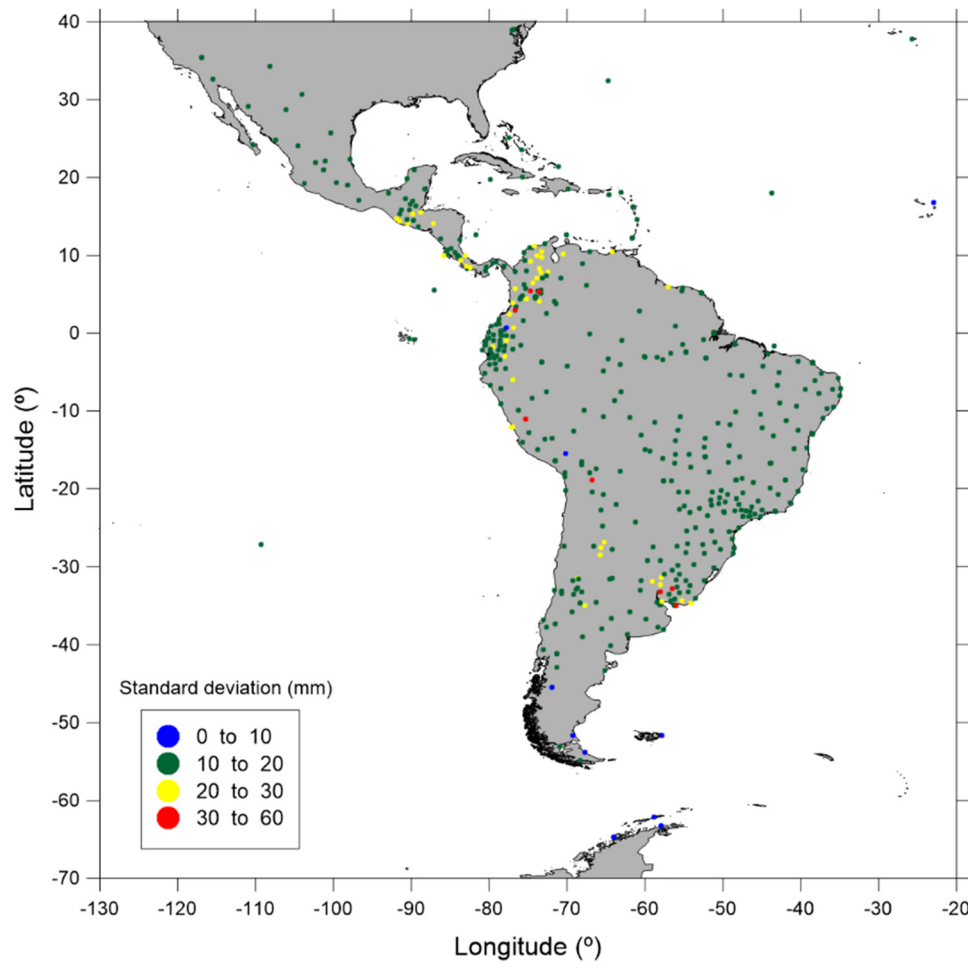 40
30
20
10
0
-10
-20
-30
-40
-50
-60
-70
Latitude (º)
Standard deviation (mm)
0 to 10
10 to 20
20 to 30
30 to 60
-130 -120 -110 -100 -90 -80 -70 -60 -50 -40 -30 -20
Longitude (º)